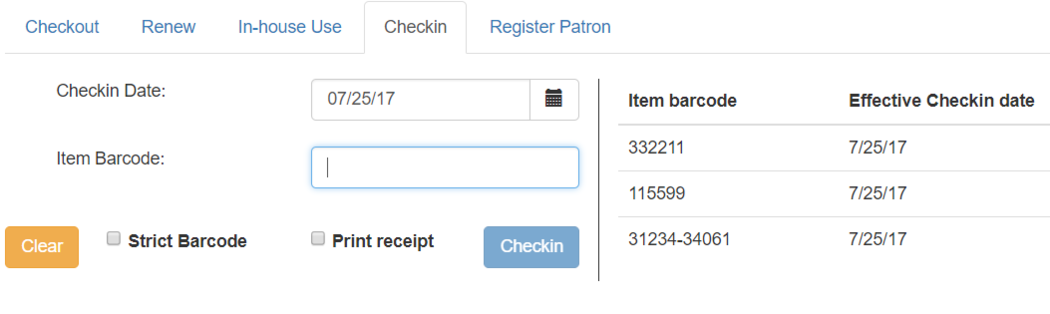 Checkout Renew In-house Use Checkin Register Patron
Checkin Date: 07/25/17
Item Barcode:
Clear Strict Barcode Print receipt Checkin
Item barcode Effective Checkin date
332211 7/25/17
115599 7/25/17
31234-34061 7/25/17